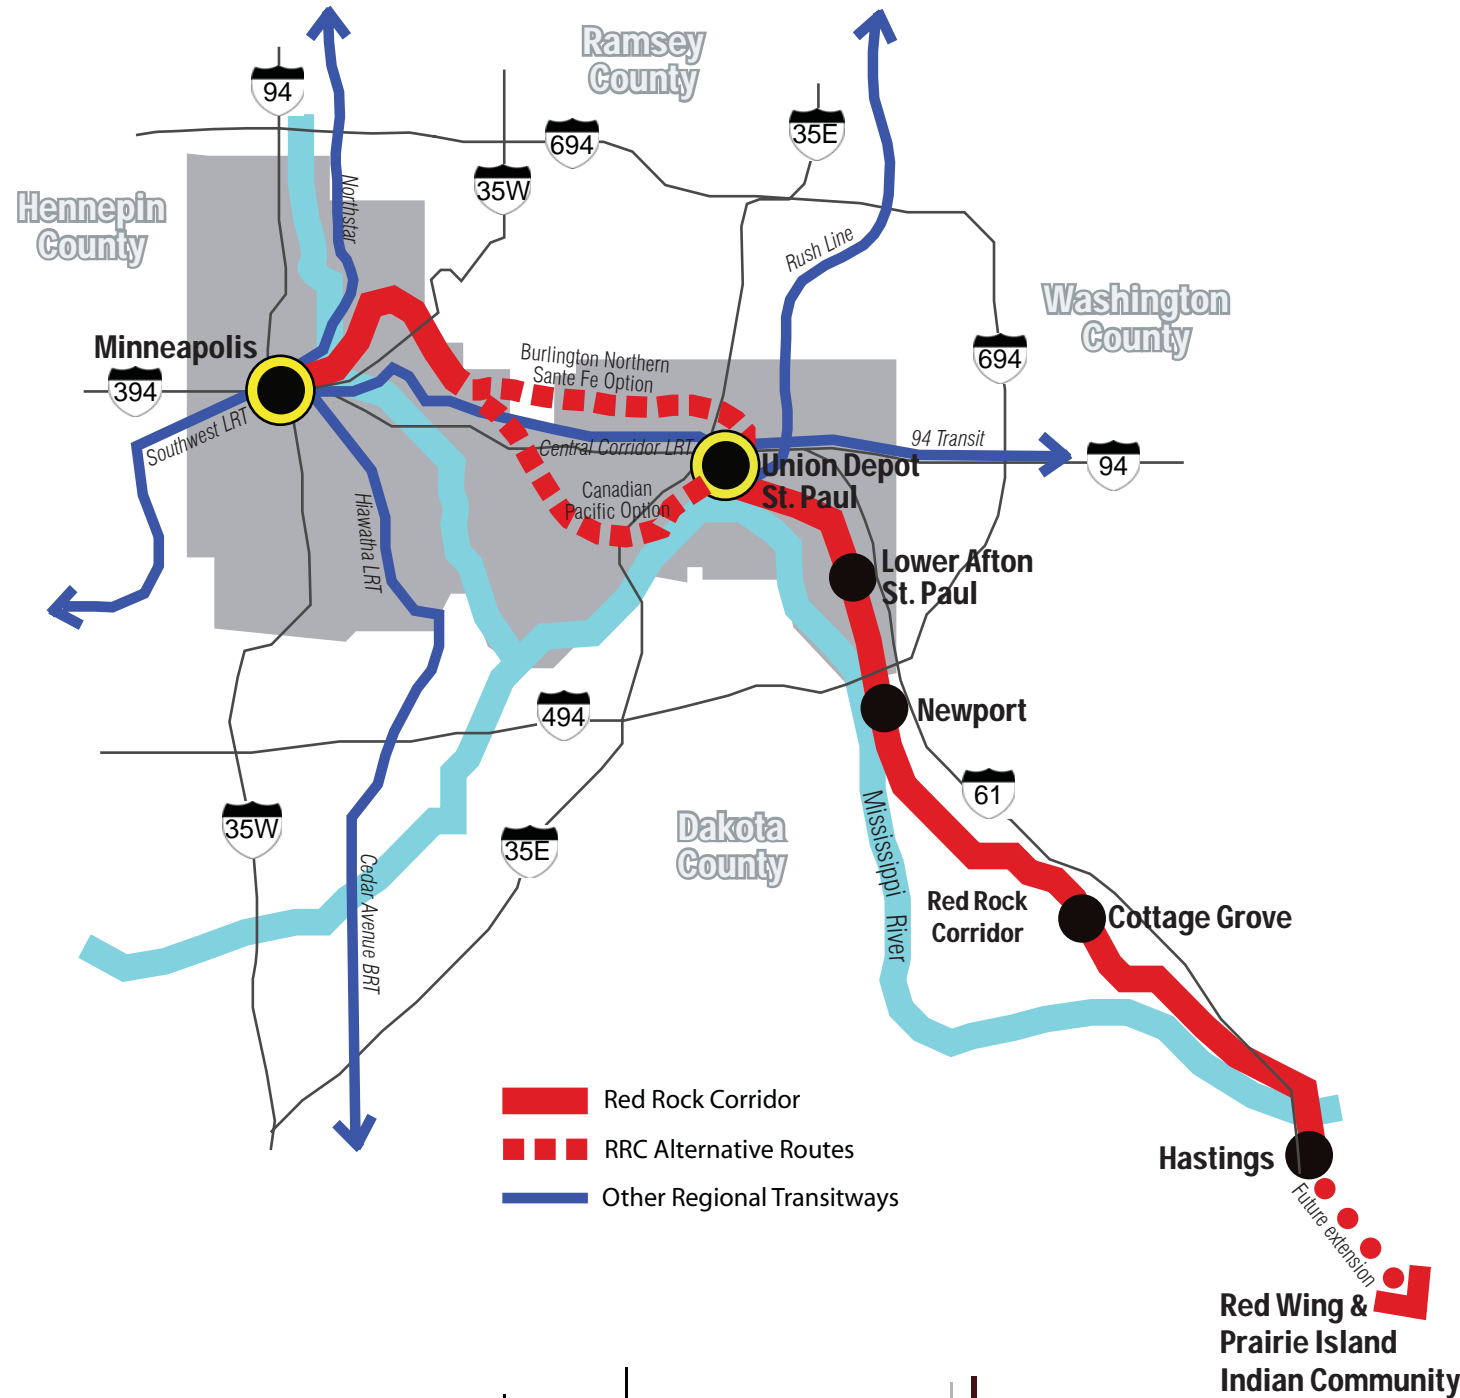 Ramsey
County
94
694
35E
35W
Hennepin
County
Northstar
Rush Line
Washington
County
Minneapolis
394
Burlington Northern
Sante Fe Option
694
Southwest LRT
Central Corridor LRT
94 Transit
94
Union Depot
St. Paul
Canadian
Pacific Option
Hiawatha LRT
Lower Afton
St. Paul
494
Newport
61
35W
35E
Dakota
County
Mississippi River
Cedar Avenue BRT
Red Rock
Corridor
Cottage Grove
Red Rock Corridor
RRC Alternative Routes
Other Regional Transitways
Hastings
Future extension
Red Wing &
Prairie Island
Indian Community